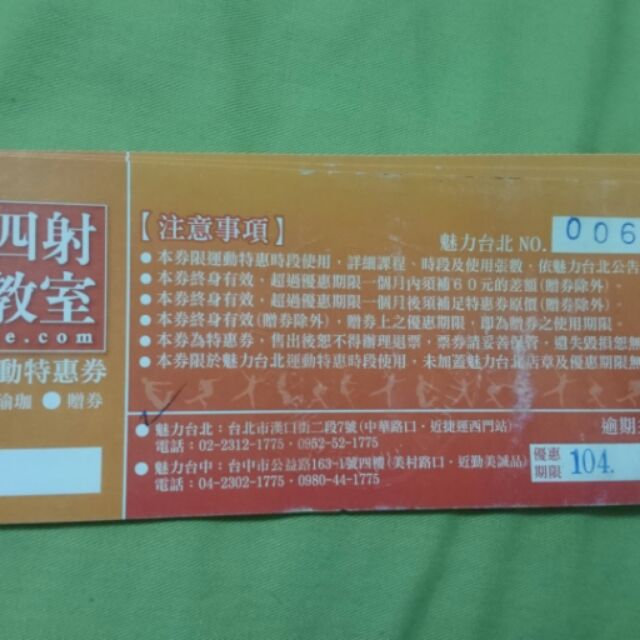 四射
教室
e.com
動特惠券
瑜珈 ● 贈券
【注意事項】
魅力台北 NO. 006
● 本券限運動特惠時段使用，詳細課程、時段及使用張數，依魅力台北公告
● 本券終身有效，超過優惠期限一個月內須補60元的差額(贈券除外)。
● 本券終身有效，超過優惠期限一個月後須補足特惠券原價(贈券除外)。
● 本券終身有效(贈券除外)，贈券上之優惠期限，即為贈券之使用期限。
● 本券為特惠券，售出後恕不得辦理退票，票券請妥善保管，遺失毀損恕無
● 本券限於魅力台北運動特惠時段使用，未加蓋魅力台北店章及優惠期限無
● 魅力台北：台北市漢口街二段7號(中華路口，近捷運西門站)
電話：02-2312-1775‧0952-52-1775
● 魅力台中：台中市公益路163-1號四樓(美村路口，近勤美誠品)
電話：04-2302-1775‧0980-44-1775
逾期
優惠期限 104.